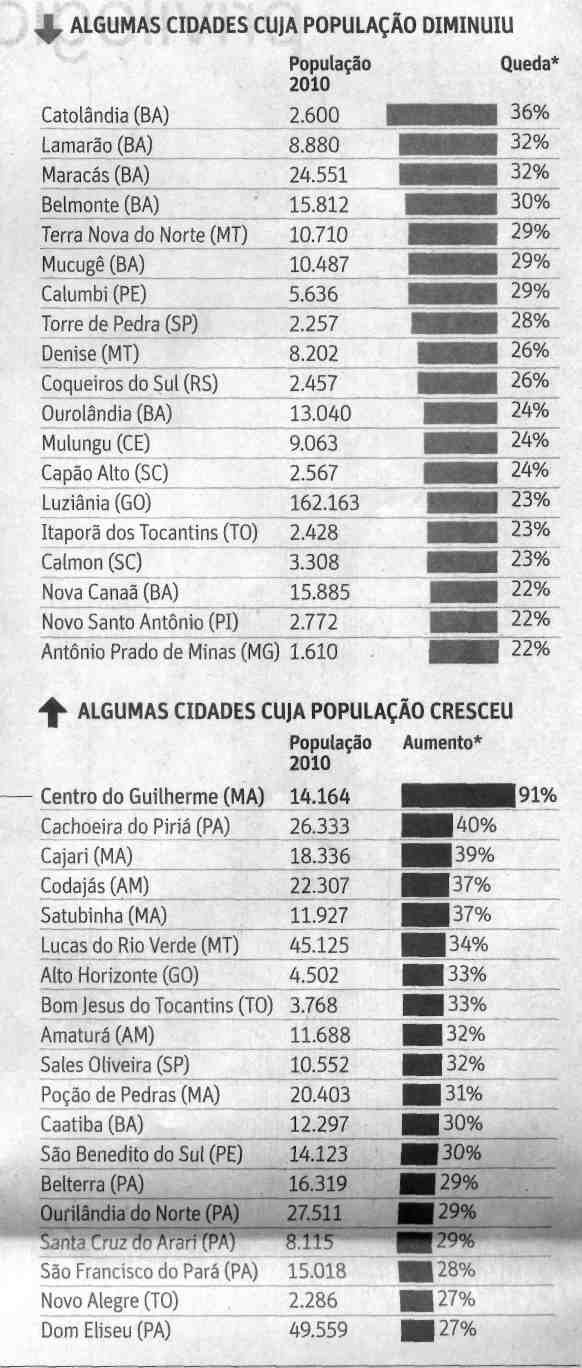 ALGUMAS CIDADES CUJA POPULAÇÃO DIMINUIU
População 2010 Queda*
Catolândia (BA) 2.600 36%
Lamarão (BA) 8.880 32%
Maracás (BA) 24.551 32%
Belmonte (BA) 15.812 30%
Terra Nova do Norte (MT) 10.710 29%
Mucugê (BA) 10.487 29%
Calumbi (PE) 5.636 29%
Torre de Pedra (SP) 2.257 28%
Denise (MT) 8.202 26%
Coqueiros do Sul (RS) 2.457 26%
Ourolândia (BA) 13.040 24%
Mulungu (CE) 9.063 24%
Capão Alto (SC) 2.567 24%
Luziânia (GO) 162.163 23%
Itaporã dos Tocantins (TO) 2.428 23%
Calmon (SC) 3.308 23%
Nova Canaã (BA) 15.885 22%
Novo Santo Antônio (PI) 2.772 22%
Antônio Prado de Minas (MG) 1.610 22%
ALGUMAS CIDADES CUJA POPULAÇÃO CRESCEU
População 2010 Aumento*
Centro do Guilherme (MA) 14.164 91%
Cachoeira do Piriá (PA) 26.333 40%
Cajari (MA) 18.336 39%
Codajás (AM) 22.307 37%
Satubinha (MA) 11.927 37%
Lucas do Rio Verde (MT) 45.125 34%
Alto Horizonte (GO) 4.502 33%
Bom Jesus do Tocantins (TO) 3.768 33%
Amaturá (AM) 11.688 32%
Sales Oliveira (SP) 10.552 32%
Poção de Pedras (MA) 20.403 31%
Caatiba (BA) 12.297 30%
São Benedito do Sul (PE) 14.123 30%
Belterra (PA) 16.319 29%
Ourilândia do Norte (PA) 27.511 29%
Santa Cruz do Arari (PA) 8.115 29%
São Francisco do Pará (PA) 15.018 28%
Novo Alegre (TO) 2.286 27%
Dom Eliseu (PA) 49.559 27%